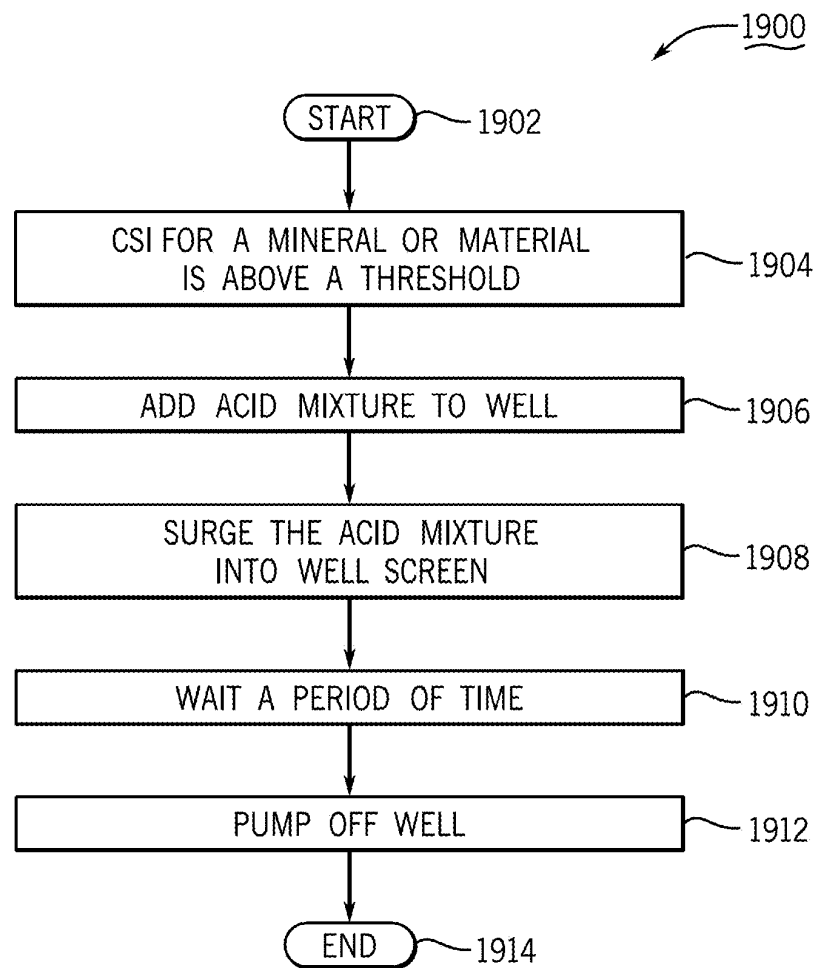 1900
START
1902
CSI FOR A MINERAL OR MATERIAL
IS ABOVE A THRESHOLD
1904
ADD ACID MIXTURE TO WELL
1906
SURGE THE ACID MIXTURE
INTO WELL SCREEN
1908
WAIT A PERIOD OF TIME
1910
PUMP OFF WELL
1912
END
1914